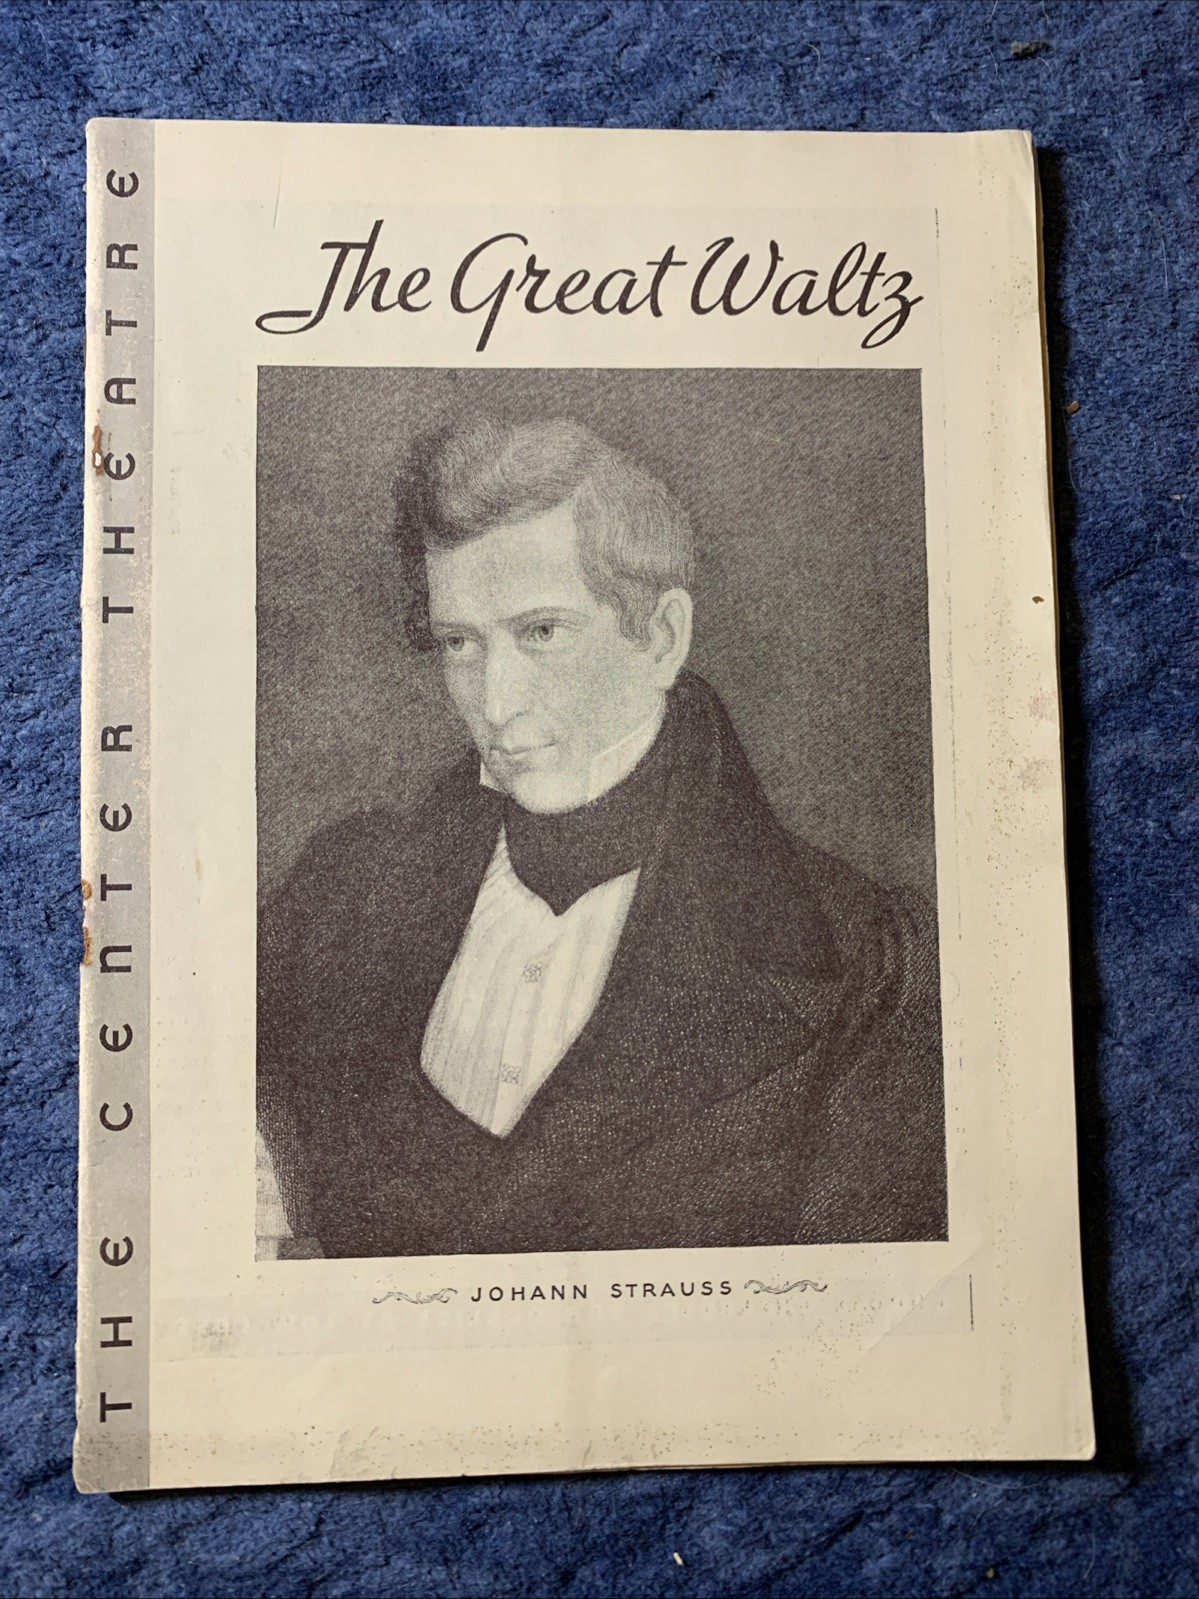 THE CENTER THEATRE
The Great Waltz
JOHANN STRAUSS